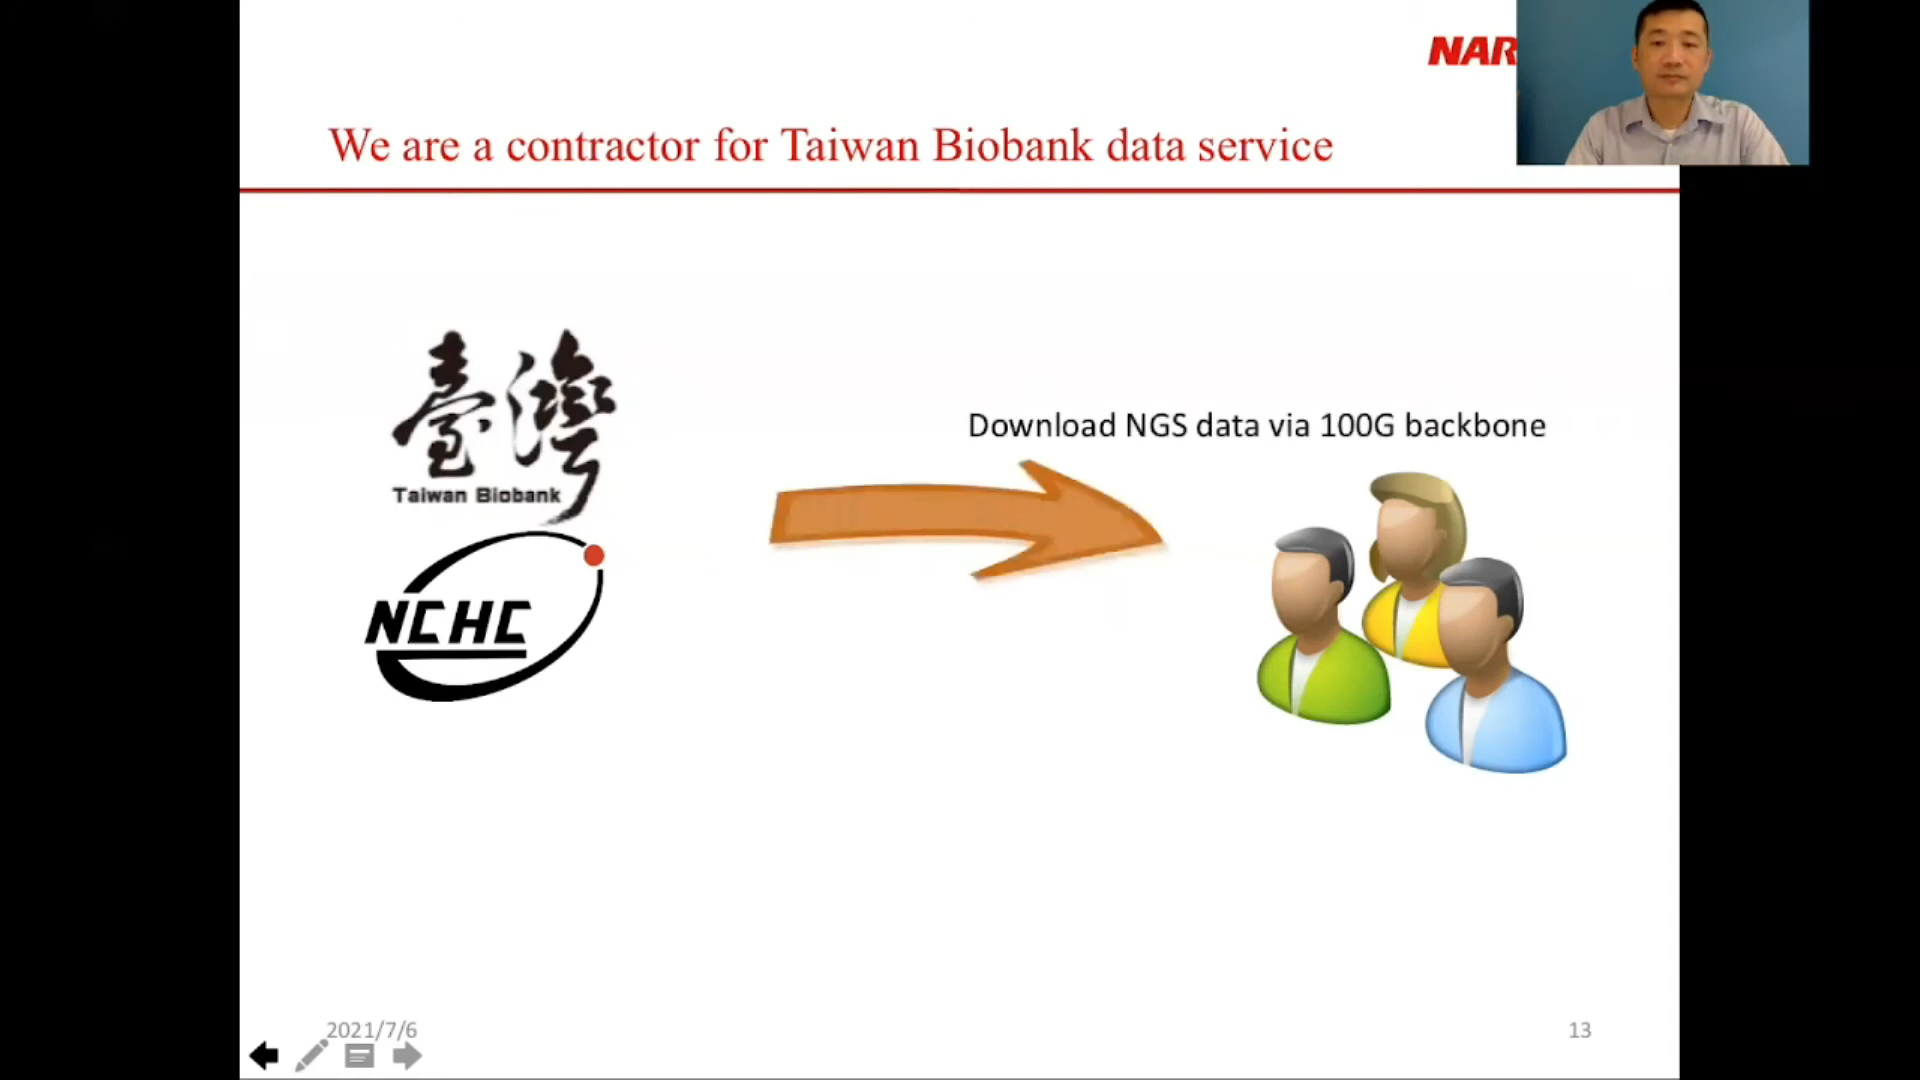 NAR
We are a contractor for Taiwan Biobank data service
臺灣
Taiwan Biobank
Download NGS data via 100G backbone
NCHC
2021/7/6
13